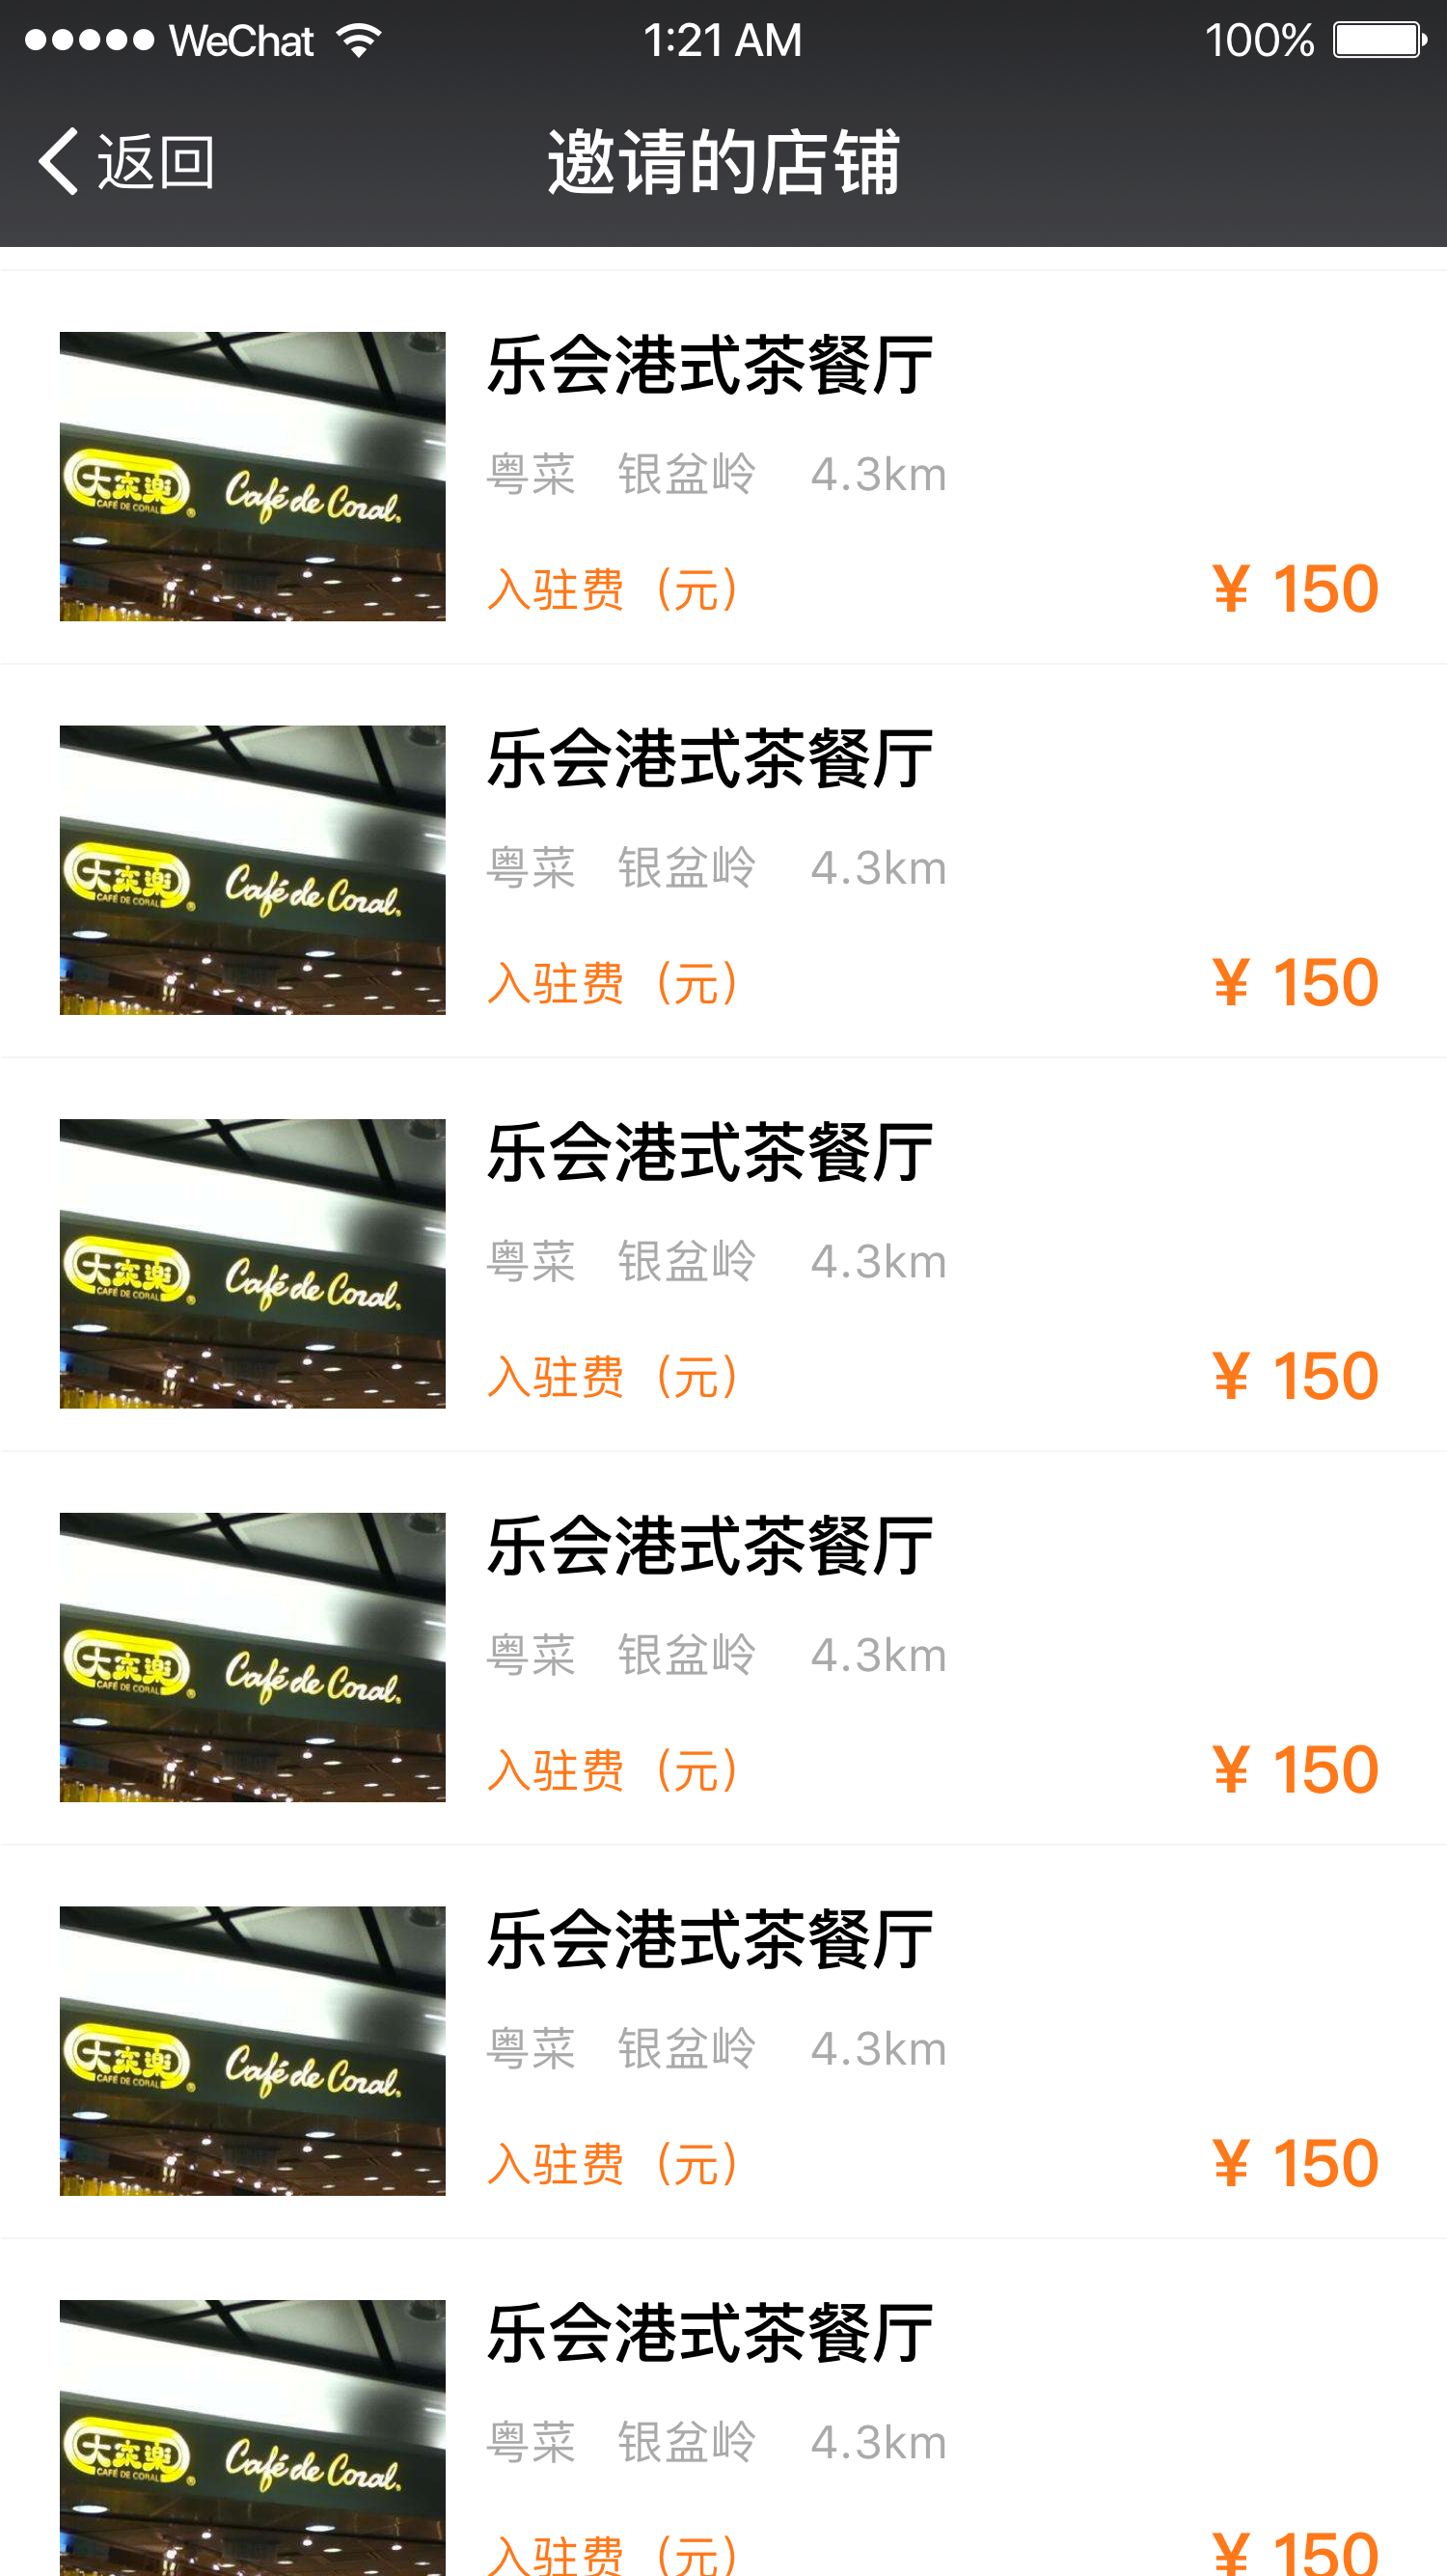 WeChat 1:21 AM 100%
返回 邀请的店铺
乐会港式茶餐厅
大家樂 Café de Coral.
CAFÉ DE CORAL
粤菜 银盆岭 4.3km
入驻费（元） ¥ 150
乐会港式茶餐厅
大家樂 Café de Coral.
CAFÉ DE CORAL
粤菜 银盆岭 4.3km
入驻费（元） ¥ 150
乐会港式茶餐厅
大家樂 Café de Coral.
CAFÉ DE CORAL
粤菜 银盆岭 4.3km
入驻费（元） ¥ 150
乐会港式茶餐厅
大家樂 Café de Coral.
CAFÉ DE CORAL
粤菜 银盆岭 4.3km
入驻费（元） ¥ 150
乐会港式茶餐厅
大家樂 Café de Coral.
CAFÉ DE CORAL
粤菜 银盆岭 4.3km
入驻费（元） ¥ 150
乐会港式茶餐厅
大家樂 Café de Coral.
CAFÉ DE CORAL
粤菜 银盆岭 4.3km
入驻费（元） ¥ 150